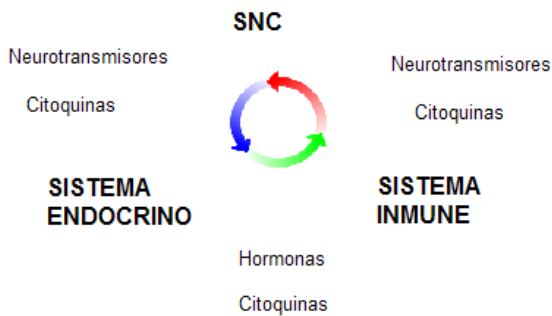 SNC
Neurotransmisores
Citoquinas
Neurotransmisores
Citoquinas
SISTEMA
ENDOCRINO
SISTEMA
INMUNE
Hormonas
Citoquinas